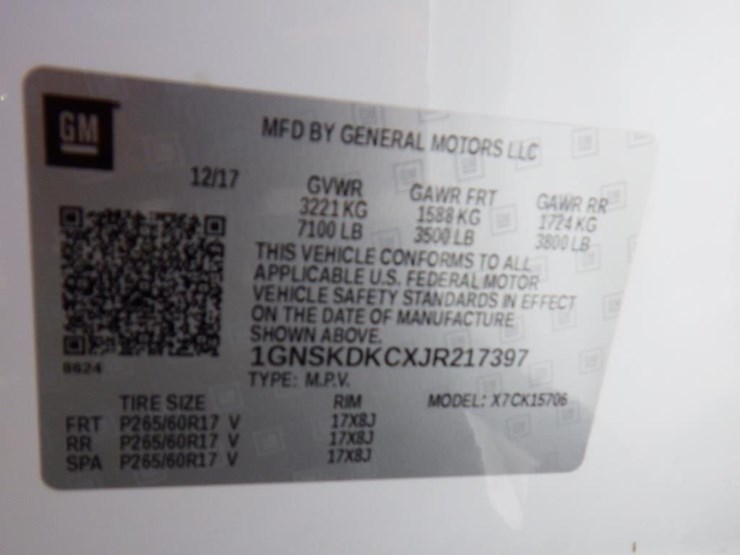 GM
MFD BY GENERAL MOTORS LLC
12/17
GVWR GAWR FRT GAWR RR
3221 KG 1588 KG 1724 KG
7100 LB 3500 LB 3800 LB
THIS VEHICLE CONFORMS TO ALL
APPLICABLE U.S. FEDERAL MOTOR
VEHICLE SAFETY STANDARDS IN EFFECT
ON THE DATE OF MANUFACTURE
SHOWN ABOVE.
1GNSKDKCXJR217397
8624
TYPE: M.P.V.
TIRE SIZE RIM MODEL: X7CK15706
FRT P265/60R17 V 17X8J
RR P265/60R17 V 17X8J
SPA P265/60R17 V 17X8J